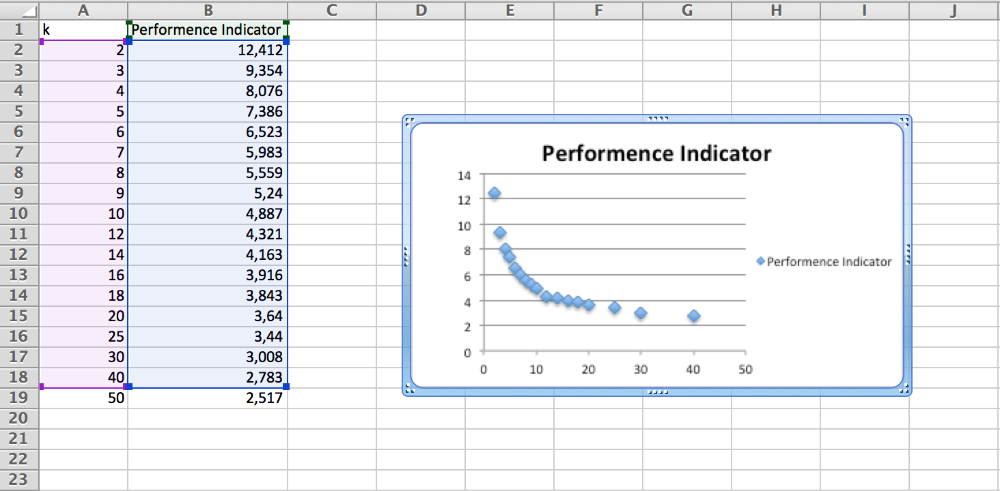 A B C D E F G H I J
1 k Performence Indicator
2 2 12,412
3 3 9,354
4 4 8,076
5 5 7,386
6 6 6,523
7 7 5,983
8 8 5,559
9 9 5,24
10 10 4,887
11 12 4,321
12 14 4,163
13 16 3,916
14 18 3,843
15 20 3,64
16 25 3,44
17 30 3,008
18 40 2,783
19 50 2,517
20
21
22
23
Performence Indicator
14
12
10
8
6
4
2
0
0 10 20 30 40 50
Performence Indicator